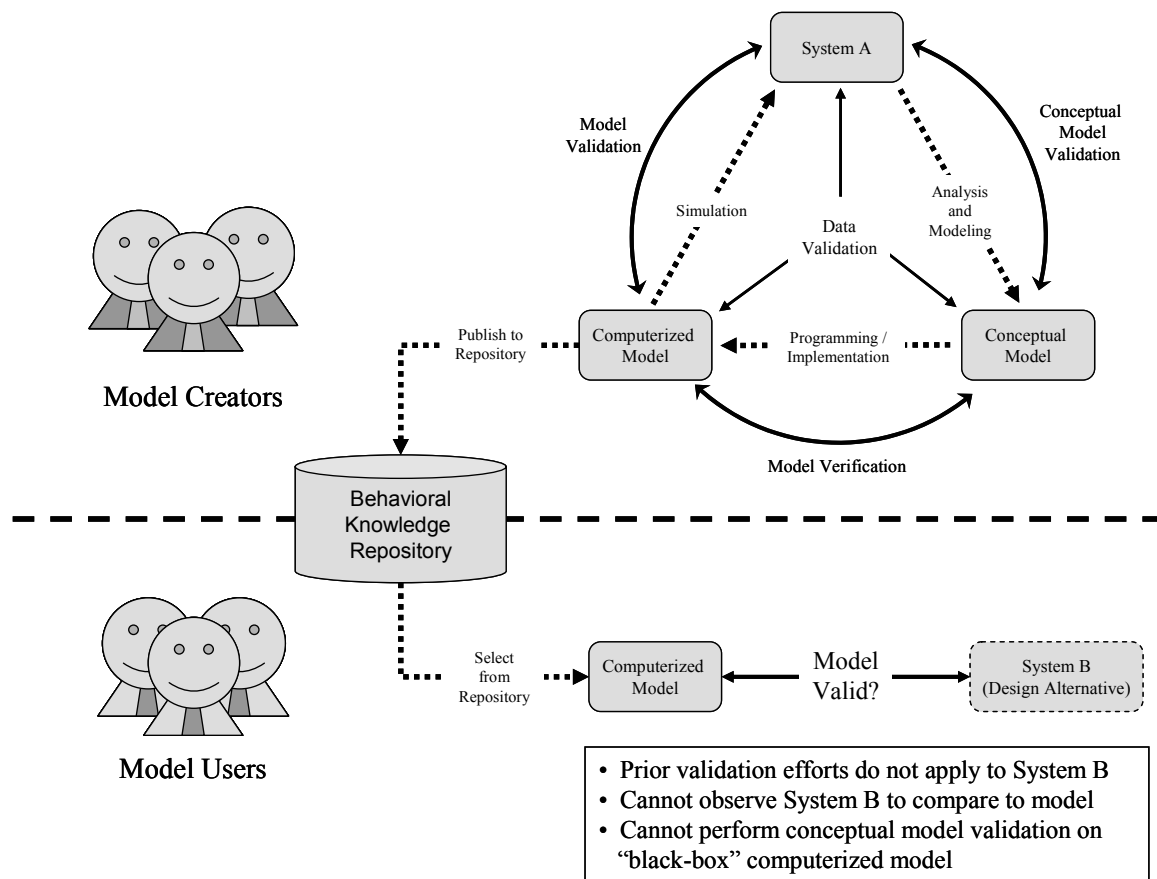 System A
Model
Validation
Conceptual
Model
Validation
Simulation
Analysis
and
Modeling
Data
Validation
Publish to
Repository
Computerized
Model
Programming /
Implementation
Conceptual
Model
Model Creators
Model Verification
Behavioral
Knowledge
Repository
Select
from
Repository
Computerized
Model
Model
Valid?
System B
(Design Alternative)
Model Users
• Prior validation efforts do not apply to System B
• Cannot observe System B to compare to model
• Cannot perform conceptual model validation on
“black-box” computerized model